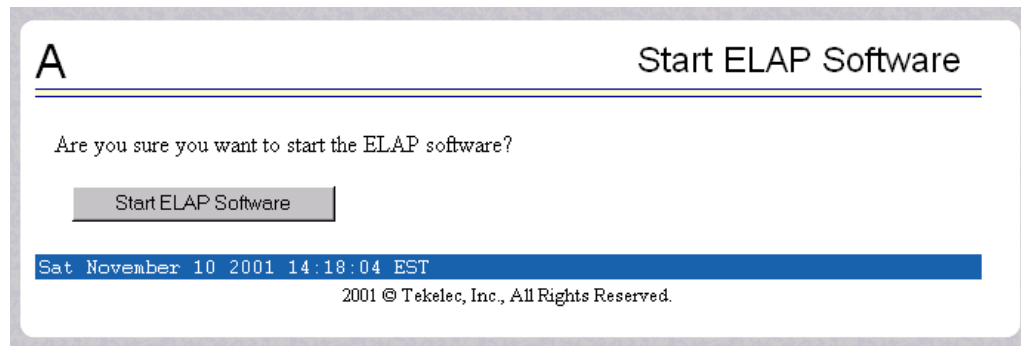 A
Start ELAP Software
Are you sure you want to start the ELAP software?
Start ELAP Software
Sat November 10 2001 14:18:04 EST
2001 © Tekelec, Inc., All Rights Reserved.